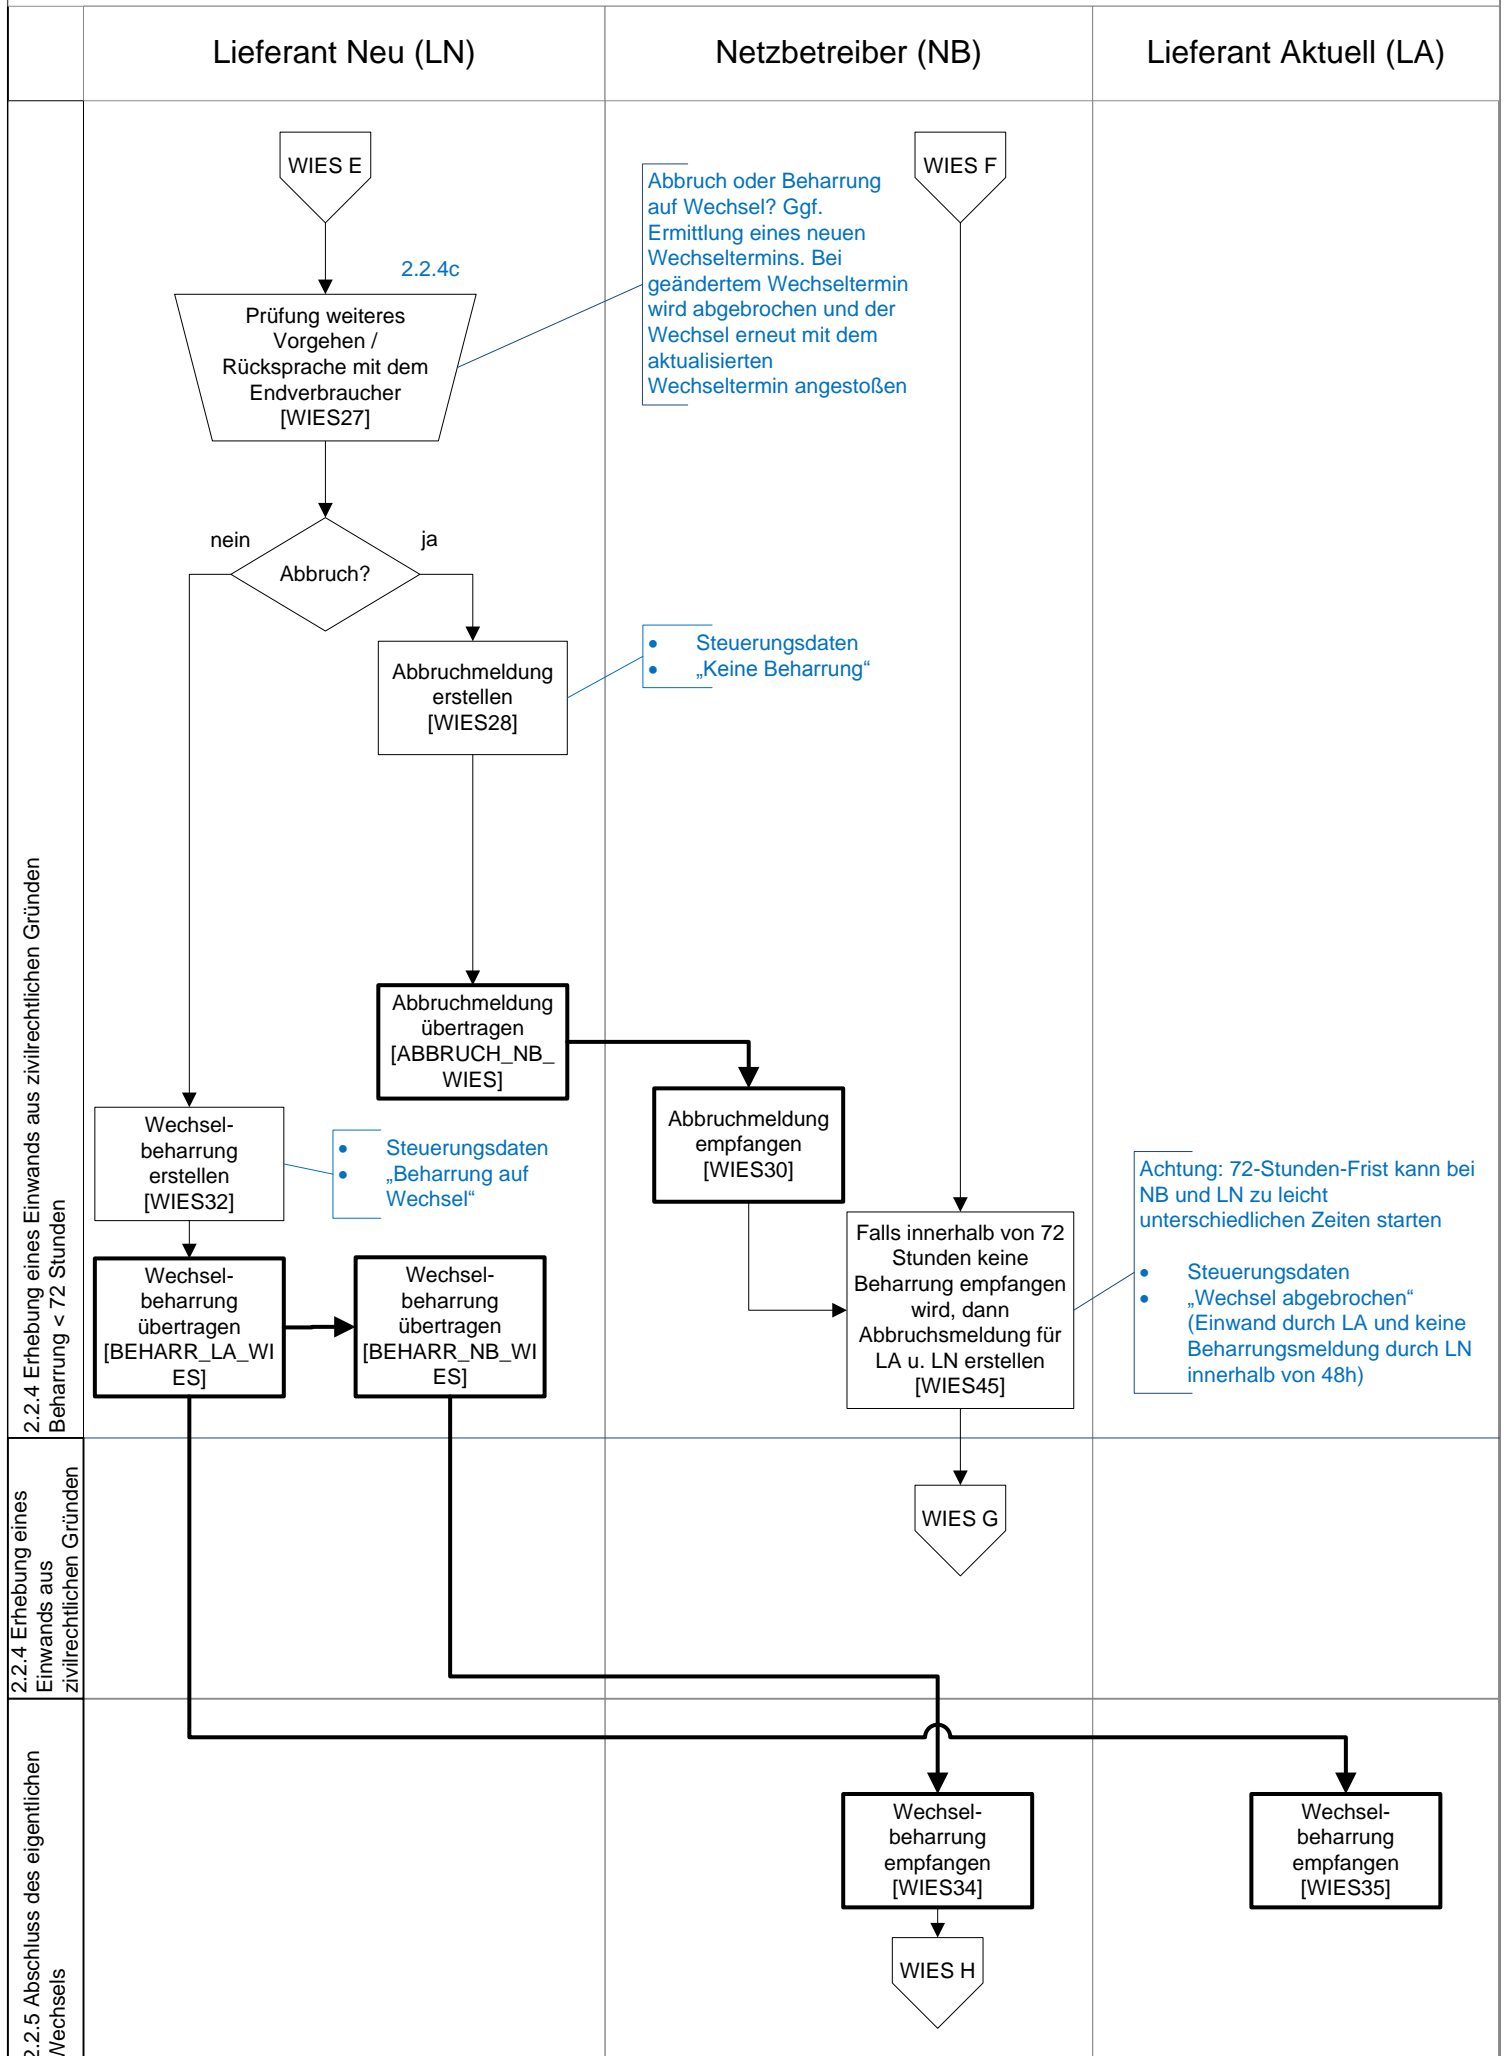 Lieferant Neu (LN)
Netzbetreiber (NB)
Lieferant Aktuell (LA)
2.2.4 Erhebung eines Einwands aus zivilrechtlichen Gründen
Beharrung < 72 Stunden
WIES E
WIES F
Abbruch oder Beharrung
auf Wechsel? Ggf.
Ermittlung eines neuen
Wechseltermins. Bei
geändertem Wechseltermin
wird abgebrochen und der
Wechsel erneut mit dem
aktualisierten
Wechseltermin angestoßen
2.2.4c
Prüfung weiteres
Vorgehen /
Rücksprache mit dem
Endverbraucher
[WIES27]
nein
ja
Abbruch?
Abbruchmeldung
erstellen
[WIES28]
• Steuerungsdaten
• „Keine Beharrung“
Abbruchmeldung
übertragen
[ABBRUCH_NB_
WIES]
Abbruchmeldung
empfangen
[WIES30]
Wechsel-
beharrung
erstellen
[WIES32]
• Steuerungsdaten
• „Beharrung auf
Wechsel“
Wechsel-
beharrung
übertragen
[BEHARR_LA_WI
ES]
Wechsel-
beharrung
übertragen
[BEHARR_NB_WI
ES]
Falls innerhalb von 72
Stunden keine
Beharrung empfangen
wird, dann
Abbruchsmeldung für
LA u. LN erstellen
[WIES45]
Achtung: 72-Stunden-Frist kann bei
NB und LN zu leicht
unterschiedlichen Zeiten starten
• Steuerungsdaten
• „Wechsel abgebrochen“
(Einwand durch LA und keine
Beharrungsmeldung durch LN
innerhalb von 48h)
2.2.4 Erhebung eines
Einwands aus
zivilrechtlichen Gründen
WIES G
2.2.5 Abschluss des eigentlichen
Wechsels
Wechsel-
beharrung
empfangen
[WIES34]
Wechsel-
beharrung
empfangen
[WIES35]
WIES H